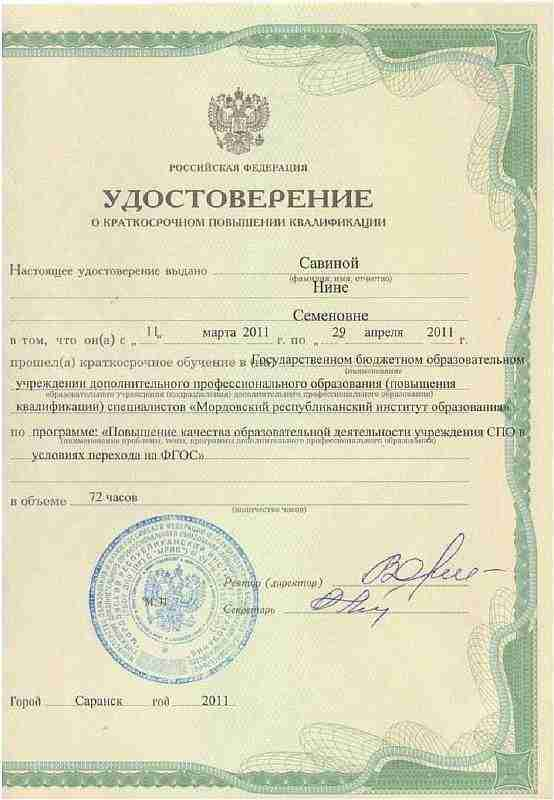 РОССИЙСКАЯ ФЕДЕРАЦИЯ
УДОСТОВЕРЕНИЕ
О КРАТКОСРОЧНОМ ПОВЫШЕНИИ КВАЛИФИКАЦИИ
Настоящее удостоверение выдано Савиной
(фамилия, имя, отчество)
Нине
Семеновне
в том, что он(а) с „ 11 „ марта 2011 г. по „ 29 апреля 2011 г.
прошел(а) краткосрочное обучение в (на) Государственном бюджетном образовательном
(наименование
учреждении дополнительного профессионального образования (повышения
образовательного учреждения (подразделения) дополнительного профессионального образования)
квалификации) специалистов «Мордовский республиканский институт образования»
по программе: «Повышение качества образовательной деятельности учреждения СПО в
(наименование проблемы, темы, программы дополнительного профессионального образования)
условиях перехода на ФГОС»
в объеме 72 часов
(количество часов)
М. П.
Ректор (директор)
Секретарь
Город Саранск год 2011